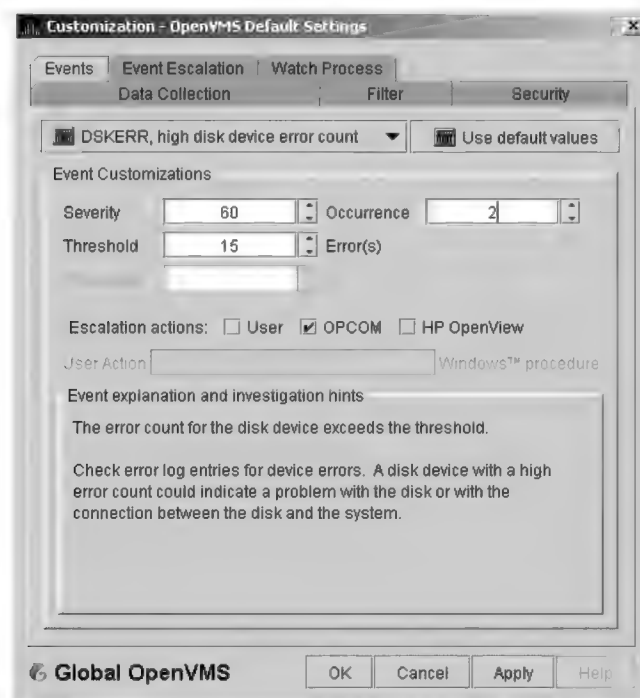 Customization - OpenVMS Default Settings
Events Event Escalation Watch Process
Data Collection Filter Security
DSKERR, high disk device error count Use default values
Event Customizations
Severity 60 Occurrence 2
Threshold 15 Error(s)
Escalation actions: User OPCOM HP OpenView
User Action Windows™ procedure
Event explanation and investigation hints
The error count for the disk device exceeds the threshold.
Check error log entries for device errors. A disk device with a high
error count could indicate a problem with the disk or with the
connection between the disk and the system.
Global OpenVMS OK Cancel Apply Help